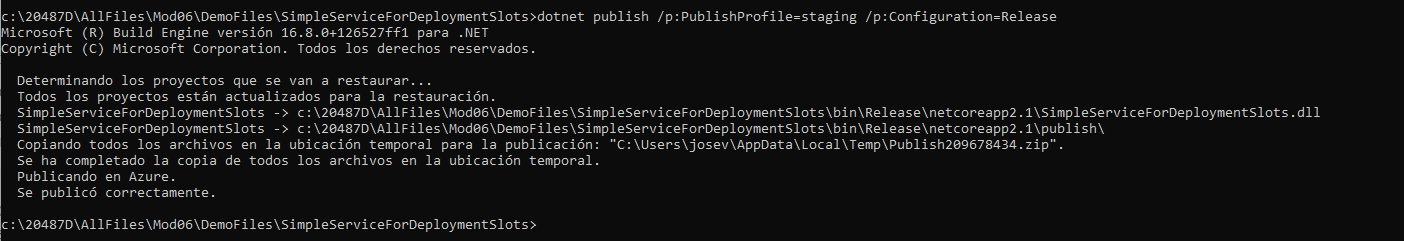 c:\20487D\AllFiles\Mod06\DemoFiles\SimpleServiceForDeploymentSlots>dotnet publish /p:PublishProfile=staging /p:Configuration=Release
Microsoft (R) Build Engine versión 16.8.0+126527ff1 para .NET
Copyright (C) Microsoft Corporation. Todos los derechos reservados.
Determinando los proyectos que se van a restaurar...
Todos los proyectos están actualizados para la restauración.
SimpleServiceForDeploymentSlots -> c:\20487D\AllFiles\Mod06\DemoFiles\SimpleServiceForDeploymentSlots\bin\Release\netcoreapp2.1\SimpleServiceForDeploymentSlots.dll
SimpleServiceForDeploymentSlots -> c:\20487D\AllFiles\Mod06\DemoFiles\SimpleServiceForDeploymentSlots\bin\Release\netcoreapp2.1\publish\
Copiando todos los archivos en la ubicación temporal para la publicación: "C:\Users\josev\AppData\Local\Temp\Publish209678434.zip".
Se ha completado la copia de todos los archivos en la ubicación temporal.
Publicando en Azure.
Se publicó correctamente.
c:\20487D\AllFiles\Mod06\DemoFiles\SimpleServiceForDeploymentSlots>